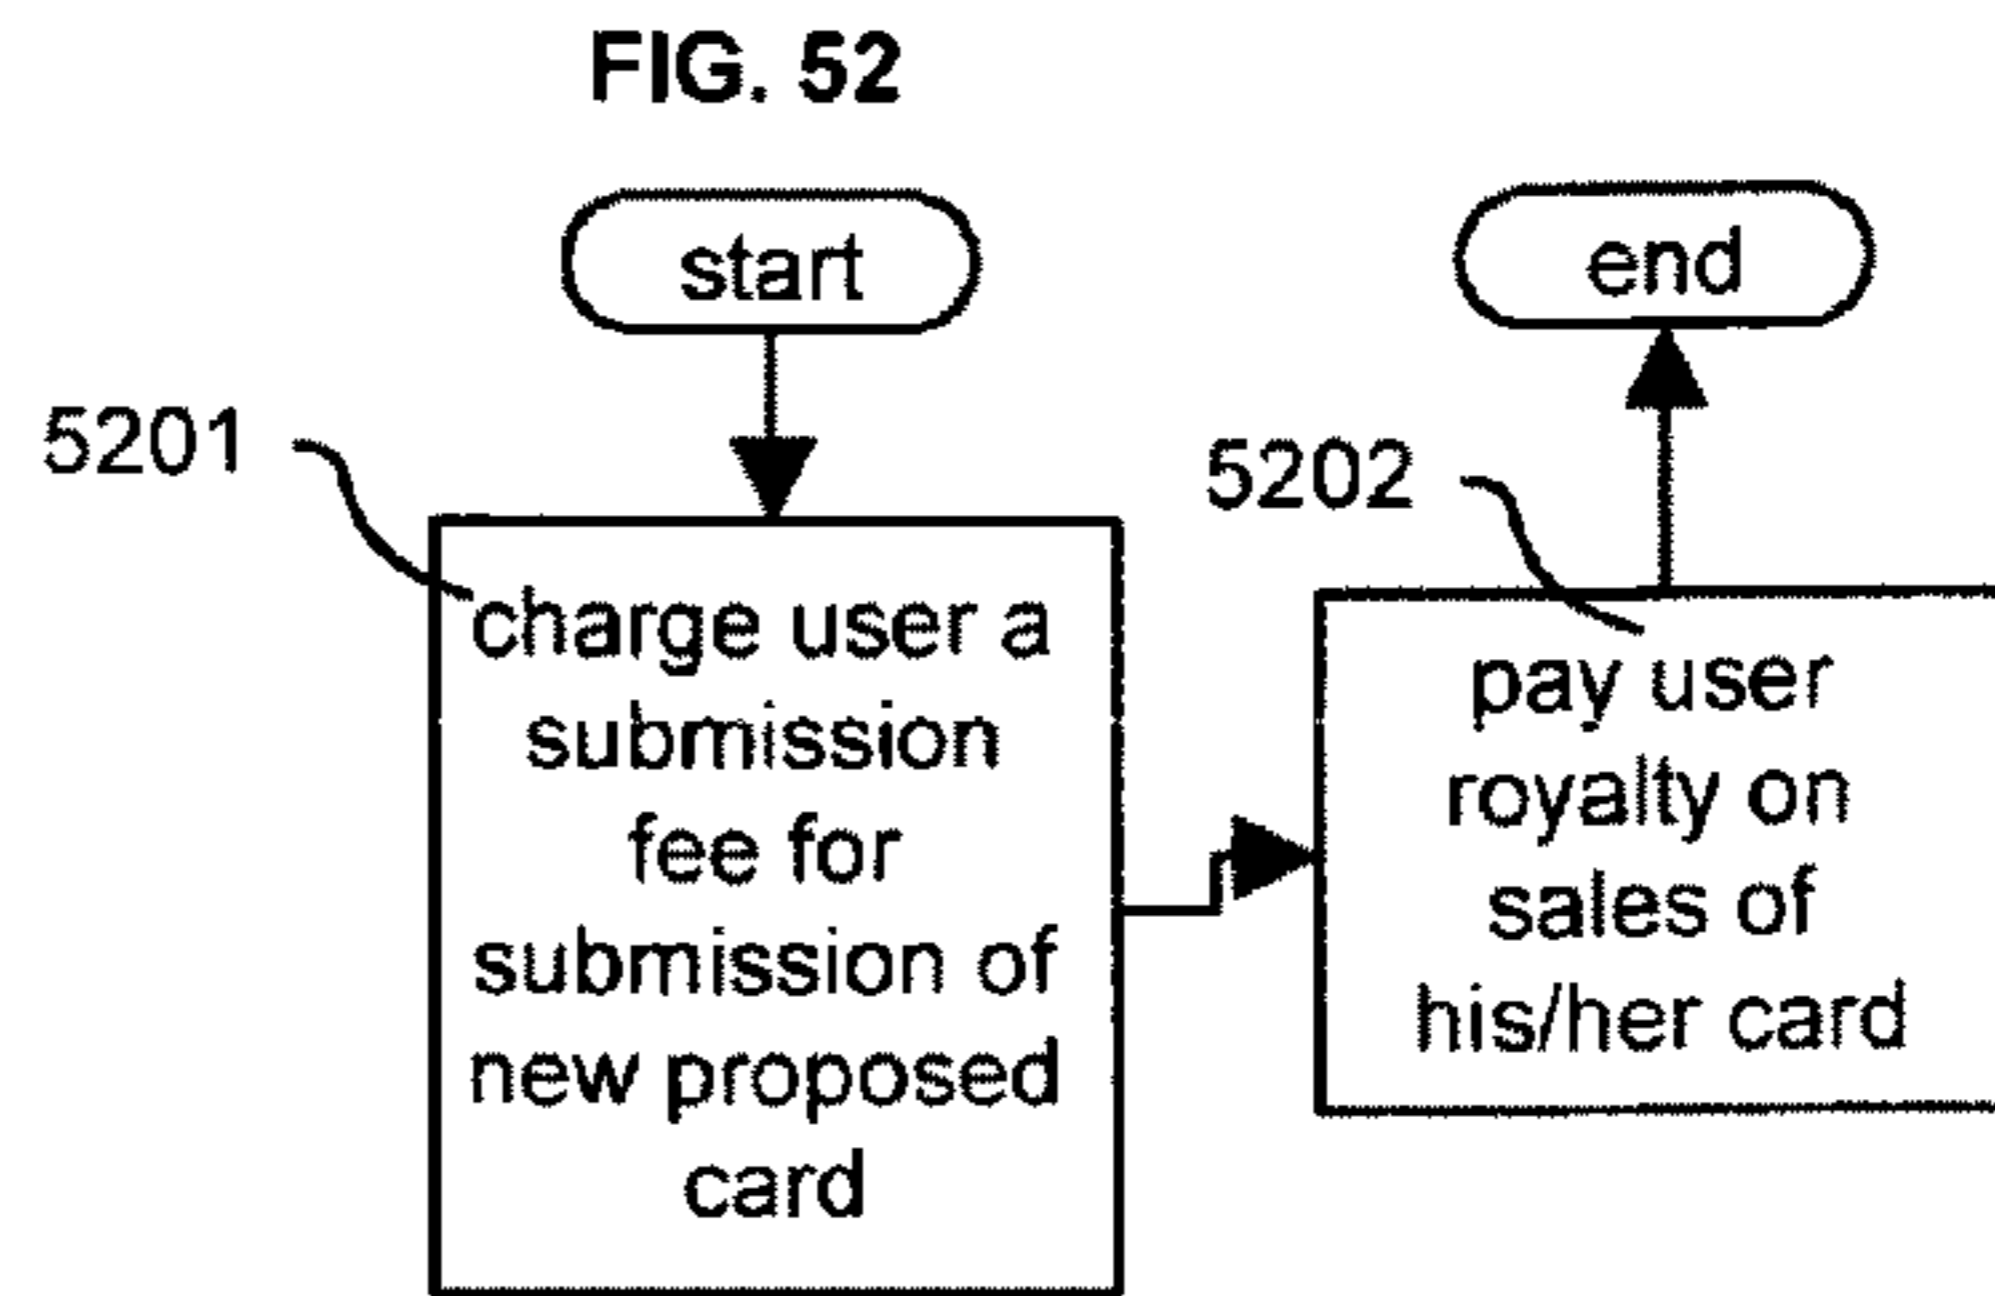 FIG. 52
start
end
5201
5202
charge user a
submission
fee for
submission of
new proposed
card
pay user
royalty on
sales of
his/her card